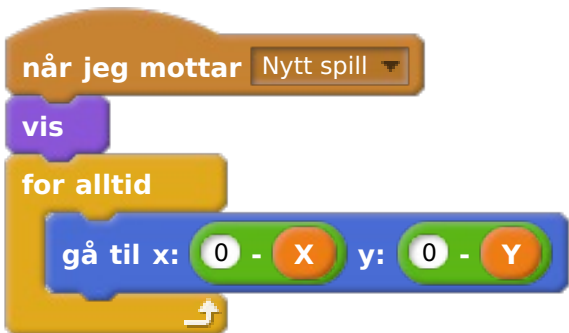 når jeg mottar Nytt spill
vis
for alltid
gå til x: 0 - X y: 0 - Y